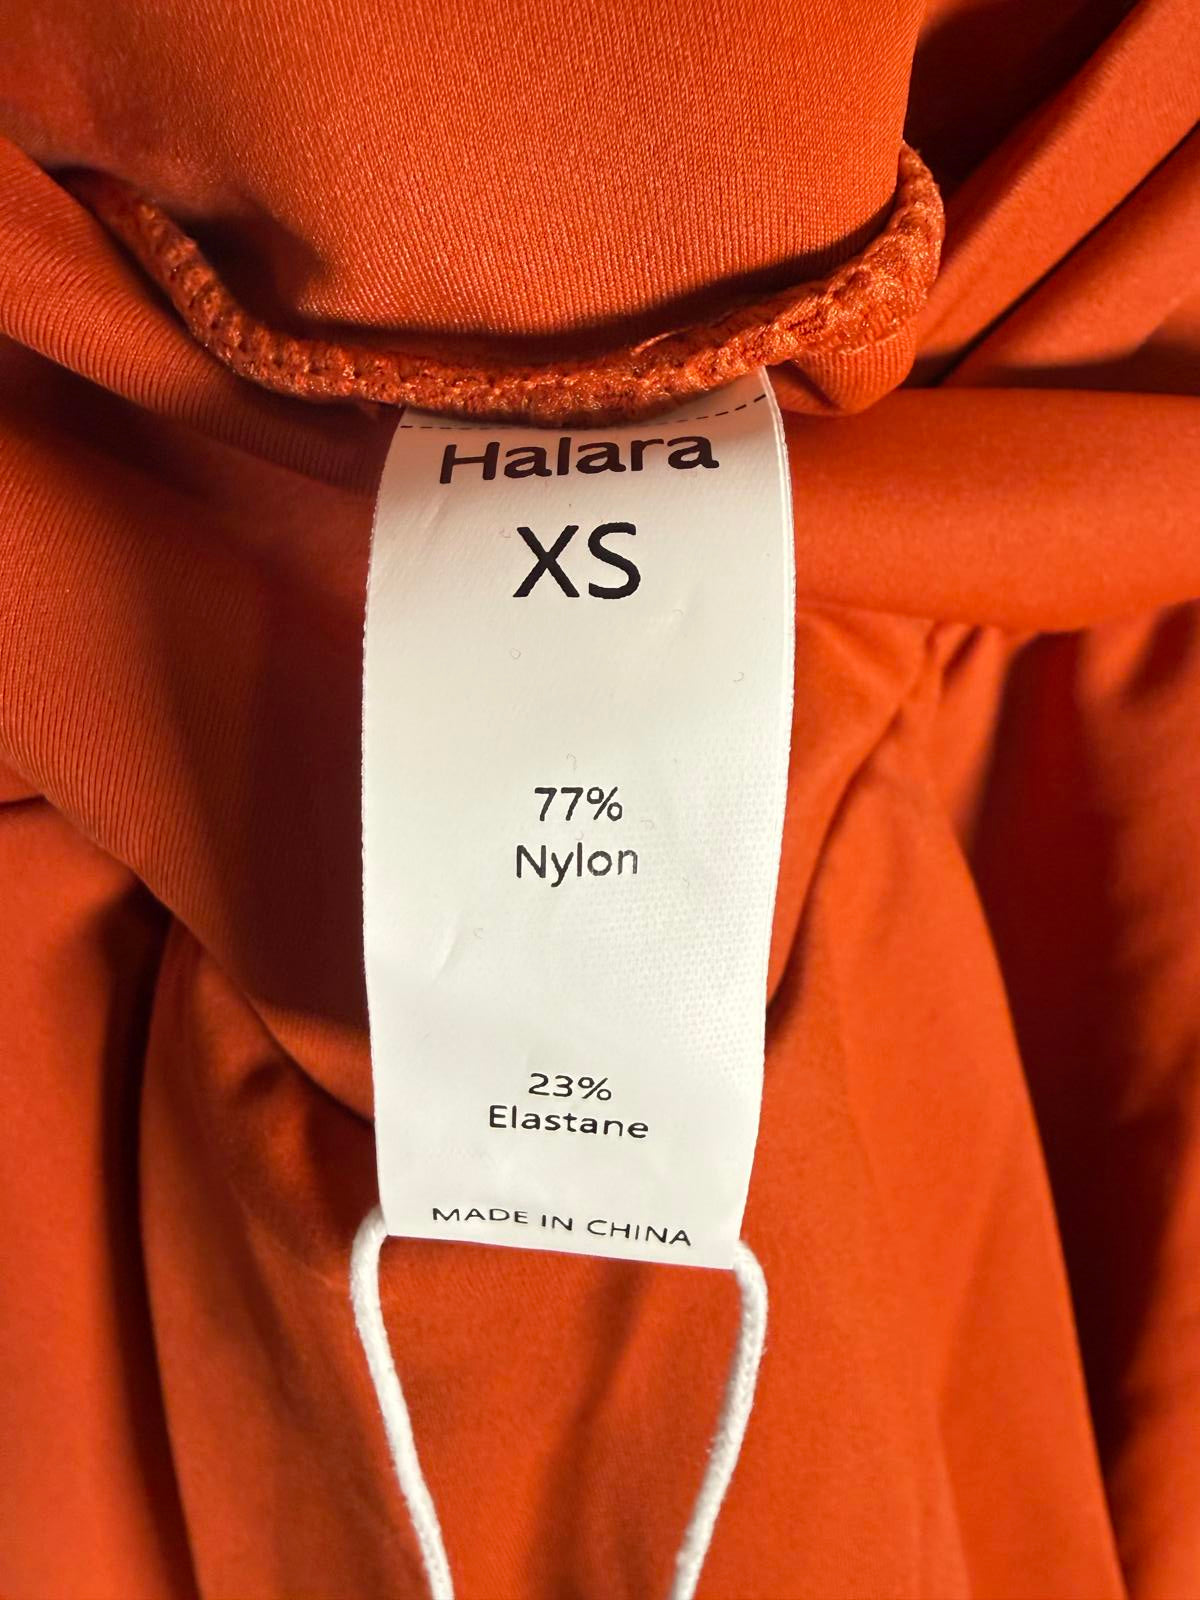 Halara
XS
77%
Nylon
23%
Elastane
MADE IN CHINA